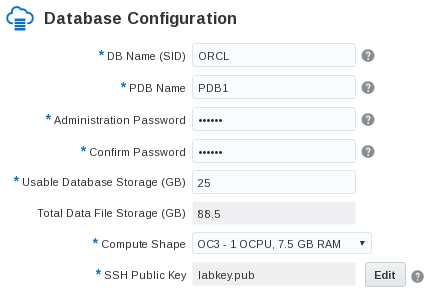 Database Configuration
* DB Name (SID) ORCL ?
* PDB Name PDB1 ?
* Administration Password •••••• ?
* Confirm Password •••••• ?
* Usable Database Storage (GB) 25
Total Data File Storage (GB) 88.5
* Compute Shape OC3 - 1 OCPU, 7.5 GB RAM ▼
* SSH Public Key labkey.pub Edit ?